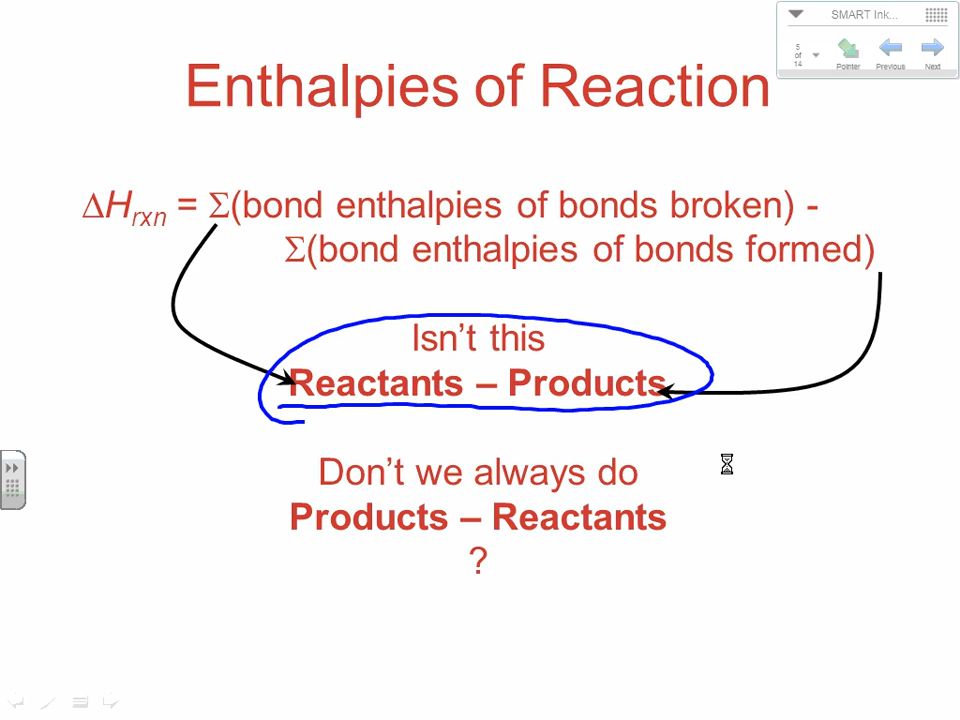 SMART Ink...
5
of
14
Pointer Previous Next
Enthalpies of Reaction
∆Hrxn = Σ(bond enthalpies of bonds broken) -
Σ(bond enthalpies of bonds formed)
Isn’t this
Reactants – Products
Don’t we always do
Products – Reactants
?